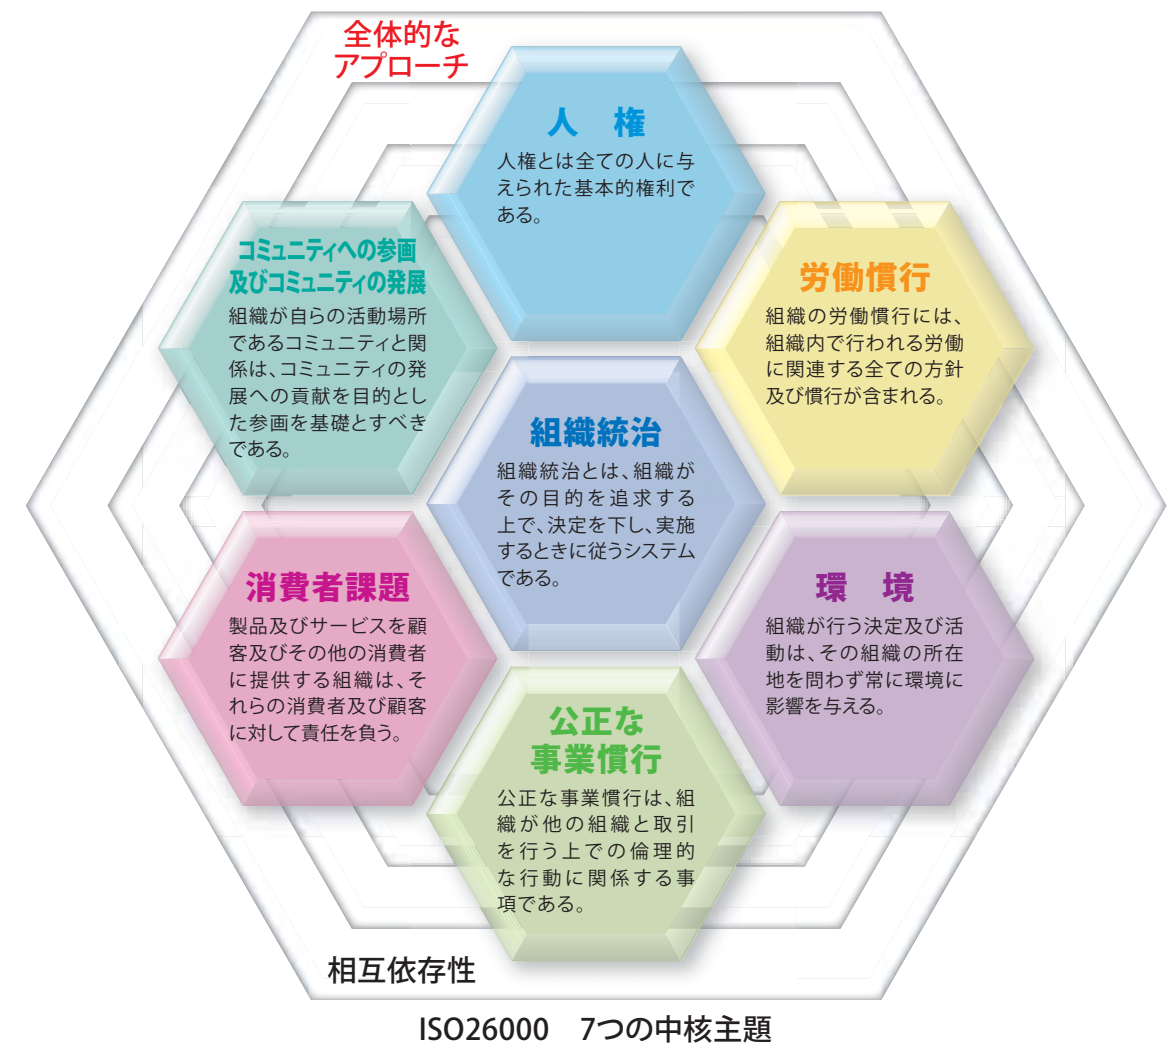 全体的な
アプローチ
人　権
人権とは全ての人に与
えられた基本的権利で
ある。
コミュニティへの参画
及びコミュニティの発展
組織が自らの活動場所
であるコミュニティと関
係は、コミュニティの発
展への貢献を目的とし
た参画を基礎とすべき
である。
労働慣行
組織の労働慣行には、
組織内で行われる労働
に関連する全ての方針
及び慣行が含まれる。
組織統治
組織統治とは、組織が
その目的を追求する
上で、決定を下し、実施
するときに従うシステム
である。
消費者課題
製品及びサービスを顧
客及びその他の消費者
に提供する組織は、そ
れらの消費者及び顧客
に対して責任を負う。
環　境
組織が行う決定及び活
動は、その組織の所在
地を問わず常に環境に
影響を与える。
公正な
事業慣行
公正な事業慣行は、組
織が他の組織と取引
を行う上での倫理的
な行動に関係する事
項である。
相互依存性
ISO26000　7つの中核主題